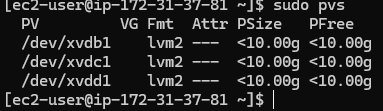 [ec2-user@ip-172-31-37-81 ~]$ sudo pvs
  PV         VG Fmt  Attr PSize   PFree
  /dev/xvdb1    lvm2 ---  <10.00g <10.00g
  /dev/xvdc1    lvm2 ---  <10.00g <10.00g
  /dev/xvdd1    lvm2 ---  <10.00g <10.00g
[ec2-user@ip-172-31-37-81 ~]$